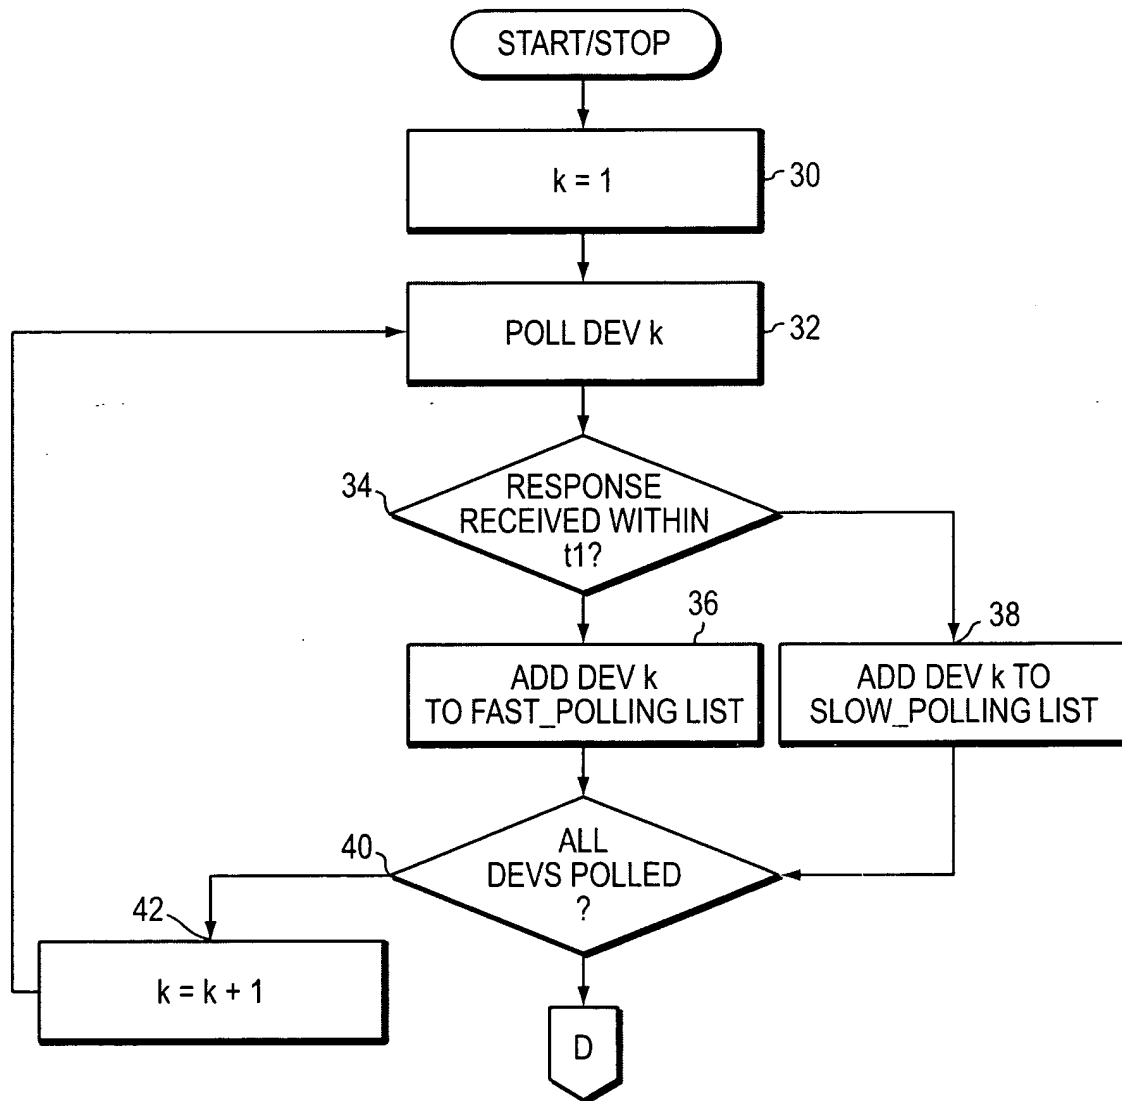 START/STOP
k = 1
30
POLL DEV k
32
34
RESPONSE
RECEIVED WITHIN
t1?
36
ADD DEV k
TO FAST_POLLING LIST
38
ADD DEV k TO
SLOW_POLLING LIST
40
ALL
DEVS POLLED
?
42
k = k + 1
D